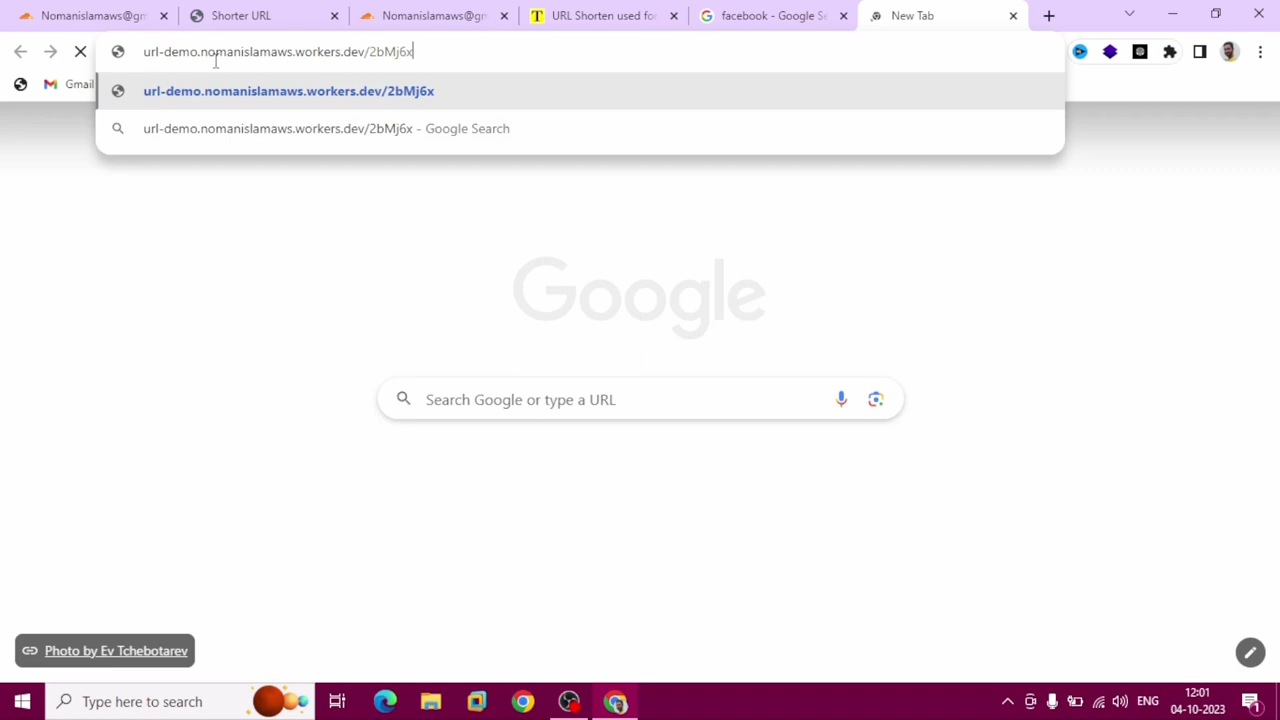 Nomanislamaws@gm
Shorter URL
Nomanislamaws@gm
T URL Shorten used for
facebook - Google Se
New Tab
url-demo.nomanislamaws.workers.dev/2bMj6x
Gmail
url-demo.nomanislamaws.workers.dev/2bMj6x
url-demo.nomanislamaws.workers.dev/2bMj6x - Google Search
Google
Search Google or type a URL
Photo by Ev Tchebotarev
Type here to search
ENG
12:01
04-10-2023
1